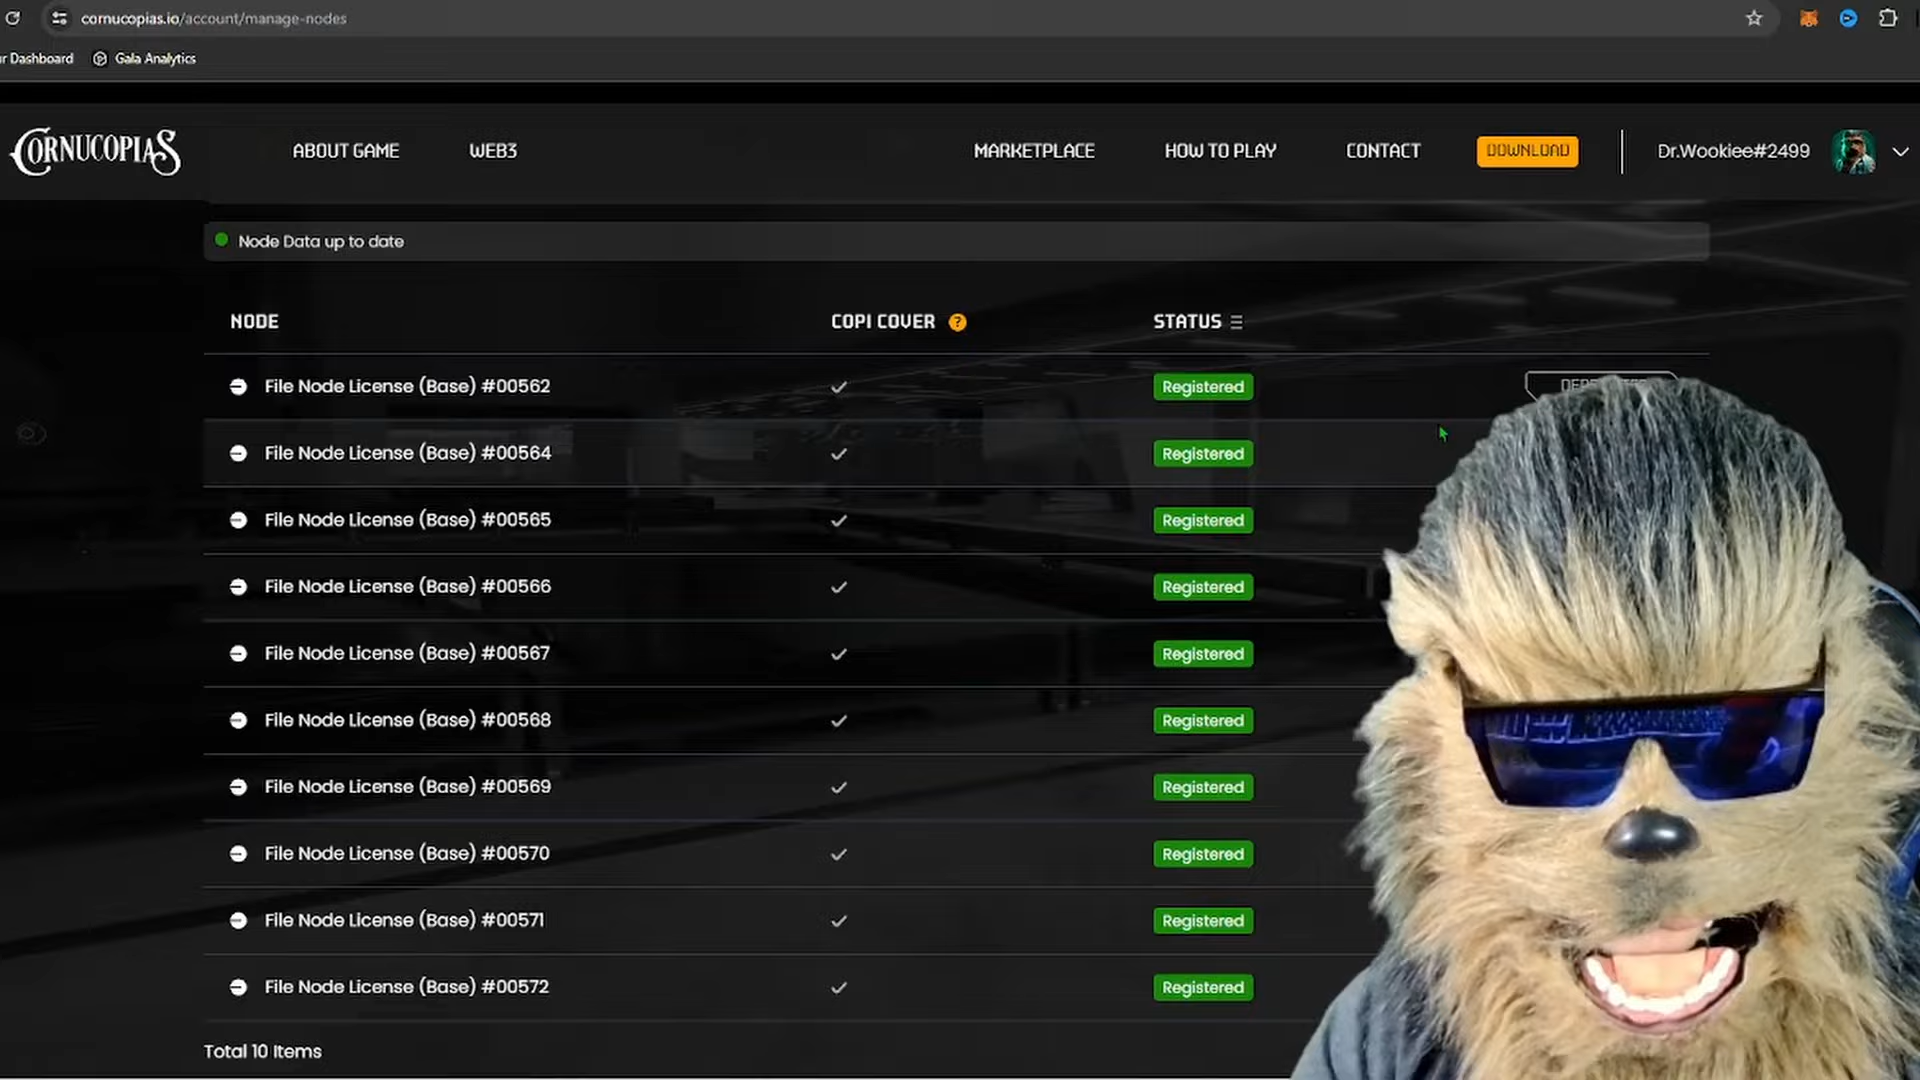 cornucopias.io/account/manage-nodes
r Dashboard Gala Analytics
CORNUCOPIAS ABOUT GAME WEB3 MARKETPLACE HOW TO PLAY CONTACT DOWNLOAD Dr.Wookiee#2499
Node Data up to date
NODE COPI COVER ? STATUS
File Node License (Base) #00562 Registered
File Node License (Base) #00564 Registered
File Node License (Base) #00565 Registered
File Node License (Base) #00566 Registered
File Node License (Base) #00567 Registered
File Node License (Base) #00568 Registered
File Node License (Base) #00569 Registered
File Node License (Base) #00570 Registered
File Node License (Base) #00571 Registered
File Node License (Base) #00572 Registered
Total 10 Items